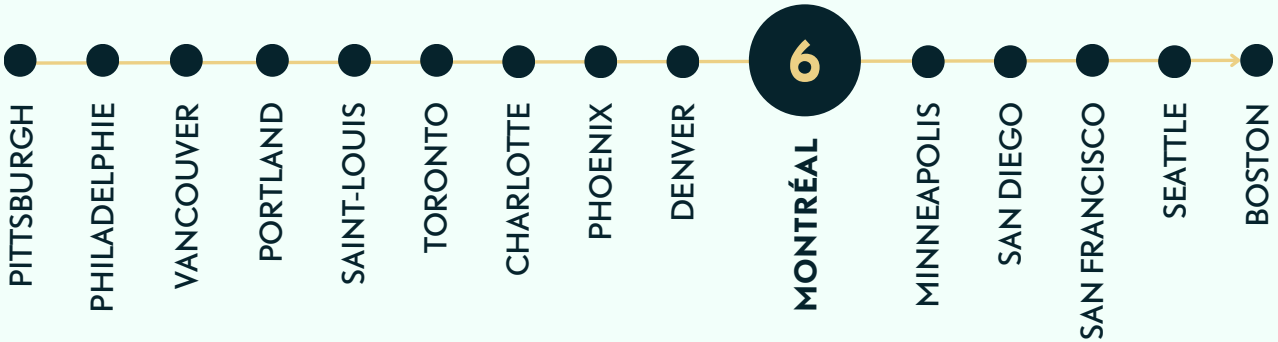 6
PITTSBURGH
PHILADELPHIE
VANCOUVER
PORTLAND
SAINT-LOUIS
TORONTO
CHARLOTTE
PHOENIX
DENVER
MONTRÉAL
MINNEAPOLIS
SAN DIEGO
SAN FRANCISCO
SEATTLE
BOSTON